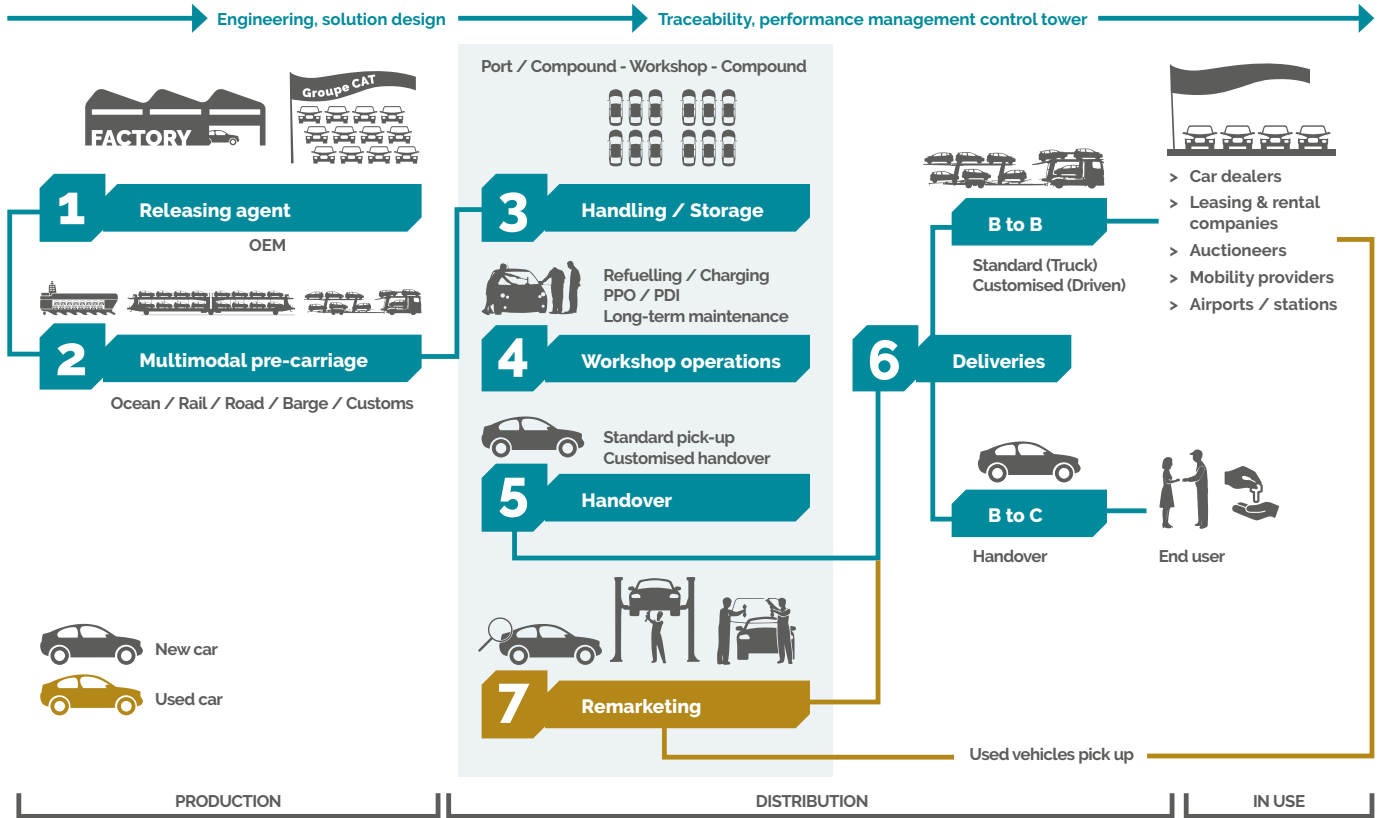 Engineering, solution design
Traceability, performance management control tower
Groupe CAT
FACTORY
1
Releasing agent
OEM
2
Multimodal pre-carriage
Ocean / Rail / Road / Barge / Customs
Port / Compound - Workshop - Compound
3
Handling / Storage
Refuelling / Charging
PPO / PDI
Long-term maintenance
4
Workshop operations
Standard pick-up
Customised handover
5
Handover
7
Remarketing
6
Deliveries
B to B
Standard (Truck)
Customised (Driven)
> Car dealers
> Leasing & rental
companies
> Auctioneers
> Mobility providers
> Airports / stations
B to C
Handover
End user
Used vehicles pick up
New car
Used car
PRODUCTION
DISTRIBUTION
IN USE